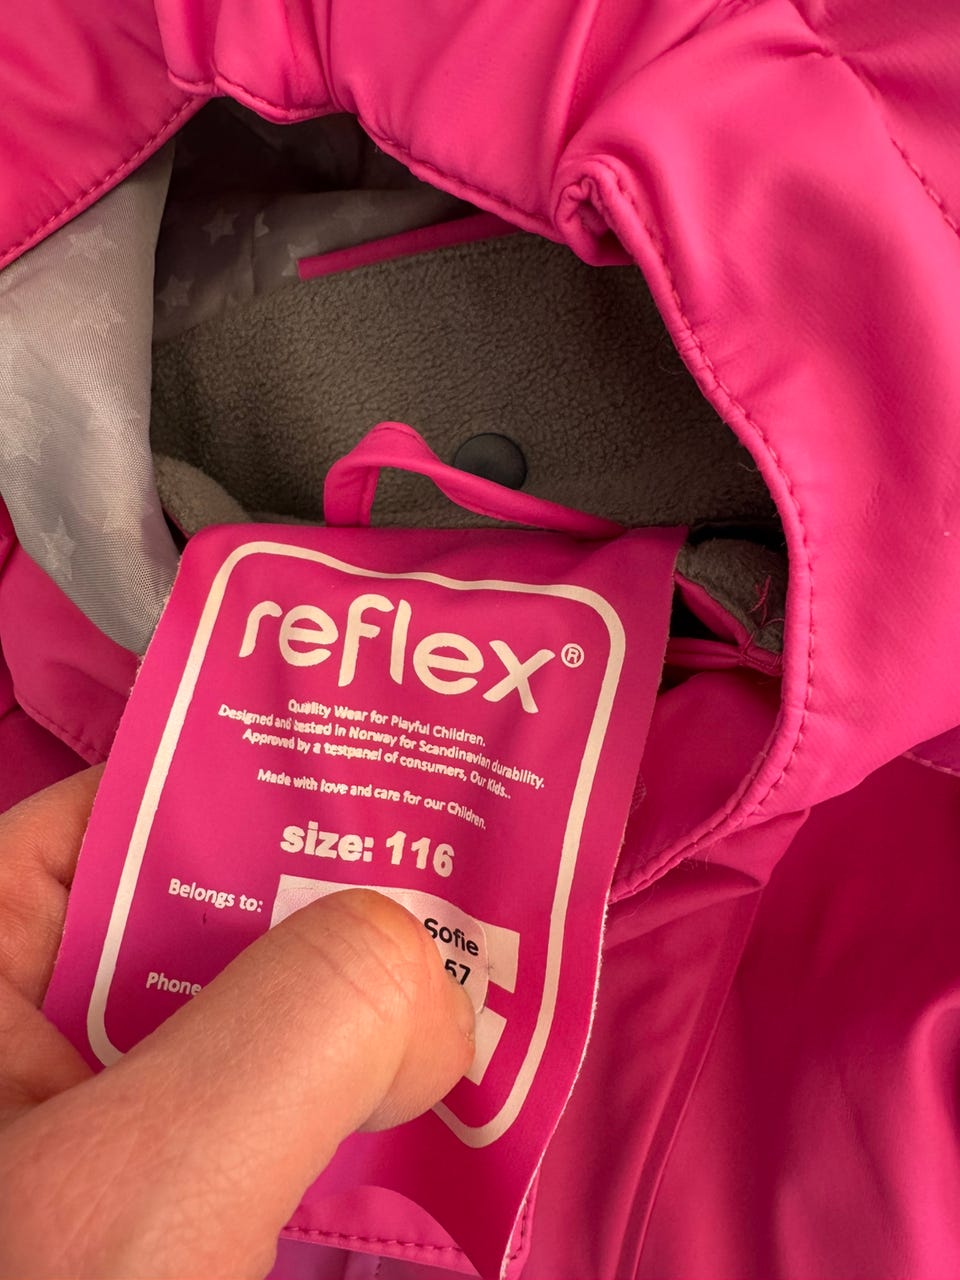 reflex®
Quality Wear for Playful Children.
Designed and tested in Norway for Scandinavian durability.
Approved by a testpanel of consumers, Our Kids..
Made with love and care for our Children.
size: 116
Belongs to:
Sofie
57
Phone